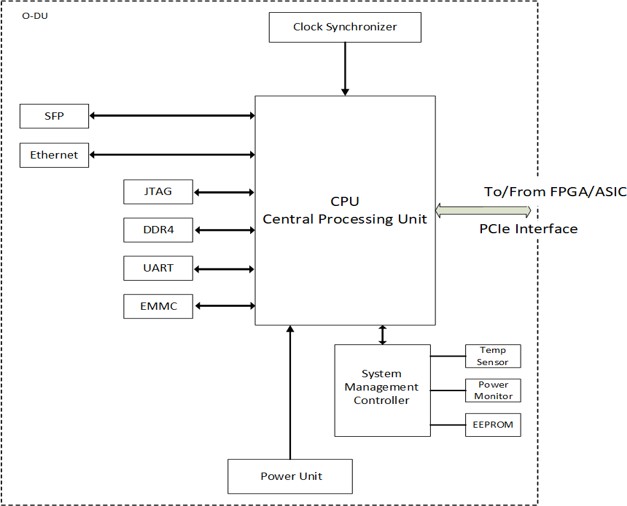 O-DU
Clock Synchronizer
SFP
Ethernet
JTAG
DDR4
UART
EMMC
CPU
Central Processing Unit
To/From FPGA/ASIC
PCIe Interface
System
Management
Controller
Temp
Sensor
Power
Monitor
EEPROM
Power Unit